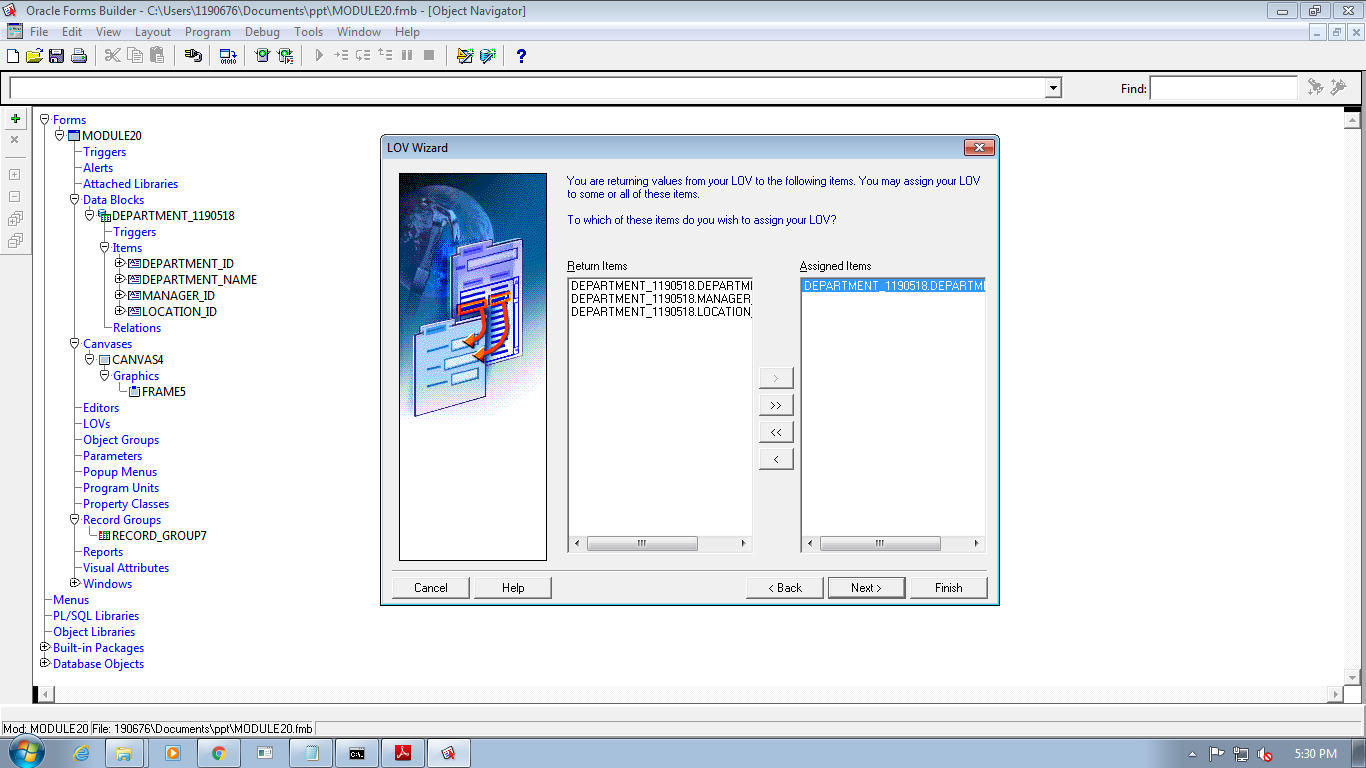 Oracle Forms Builder - C:\Users\1190676\Documents\ppt\MODULE20.fmb - [Object Navigator]
File Edit View Layout Program Debug Tools Window Help
Find:
Forms
MODULE20
Triggers
Alerts
Attached Libraries
Data Blocks
DEPARTMENT_1190518
Triggers
Items
DEPARTMENT_ID
DEPARTMENT_NAME
MANAGER_ID
LOCATION_ID
Relations
Canvases
CANVAS4
Graphics
FRAME5
Editors
LOVs
Object Groups
Parameters
Popup Menus
Program Units
Property Classes
Record Groups
RECORD_GROUP7
Reports
Visual Attributes
Windows
Menus
PL/SQL Libraries
Object Libraries
Built-in Packages
Database Objects
LOV Wizard
You are returning values from your LOV to the following items. You may assign your LOV
to some or all of these items.
To which of these items do you wish to assign your LOV?
Return Items
DEPARTMENT_1190518.DEPARTME
DEPARTMENT_1190518.MANAGER_
DEPARTMENT_1190518.LOCATION_
>
>>
<<
<
Assigned Items
DEPARTMENT_1190518.DEPARTME
Cancel Help < Back Next > Finish
Mod: MODULE20 File: 190676\Documents\ppt\MODULE20.fmb
5:30 PM